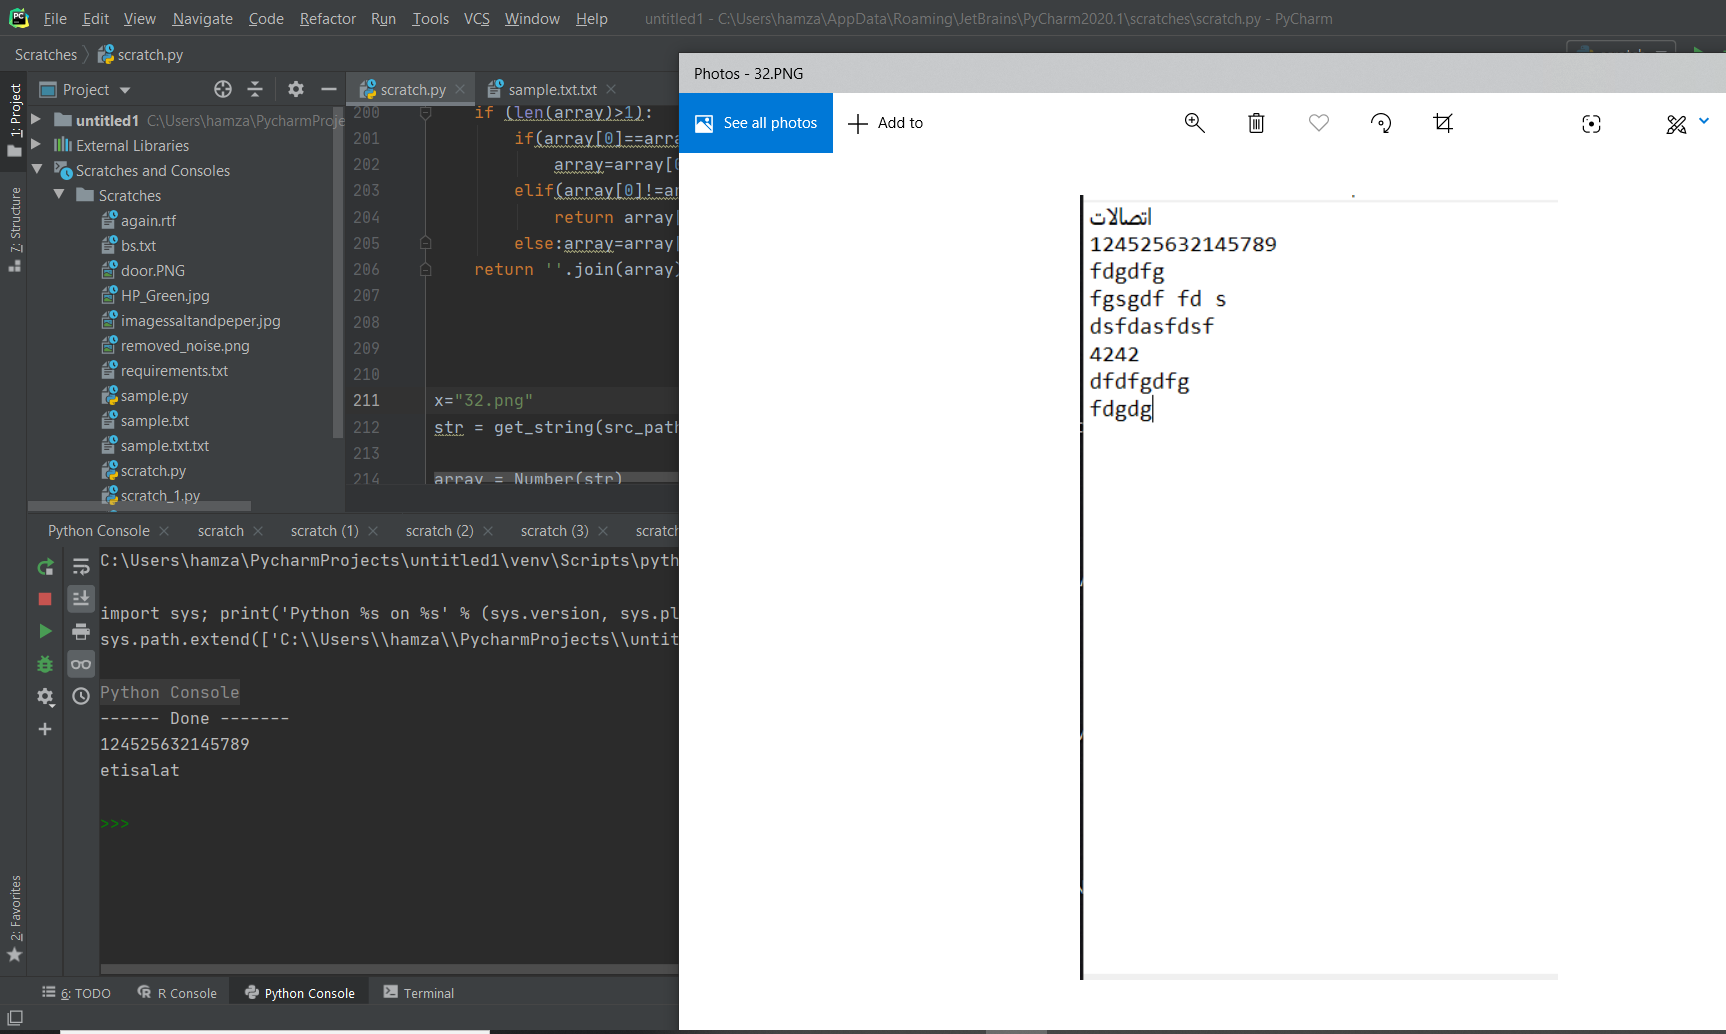 File Edit View Navigate Code Refactor Run Tools VCS Window Help untitled1 - C:\Users\hamza\AppData\Roaming\JetBrains\PyCharm2020.1\scratches\scratch.py - PyCharm
Scratches scratch.py
1: Project
7: Structure
2: Favorites
Project
untitled1 C:\Users\hamza\PycharmProje
External Libraries
Scratches and Consoles
Scratches
again.rtf
bs.txt
door.PNG
HP_Green.jpg
imagessaltandpeper.jpg
removed_noise.png
requirements.txt
sample.py
sample.txt
sample.txt.txt
scratch.py
scratch_1.py
scratch.py sample.txt.txt
200 if (len(array)>1):
201 if(array[0]==arra
202 array=array[0
203 elif(array[0]!=ar
204 return array[
205 else:array=array[
206 return ''.join(array)
207
208
209
210
211 x="32.png"
212 str = get_string(src_path
213
214 array = Number(str)
Python Console scratch scratch (1) scratch (2) scratch (3) scratch
C:\Users\hamza\PycharmProjects\untitled1\venv\Scripts\pyth
import sys; print('Python %s on %s' % (sys.version, sys.pl
sys.path.extend(['C:\\Users\\hamza\\PycharmProjects\\untit
Python Console
------ Done -------
124525632145789
etisalat
>>>
6: TODO R Console Python Console Terminal
Photos - 32.PNG
See all photos Add to
اتصالات
124525632145789
fdgdfg
fgsgdf fd s
dsfdasfdsf
4242
dfdfgdfg
fdgdg